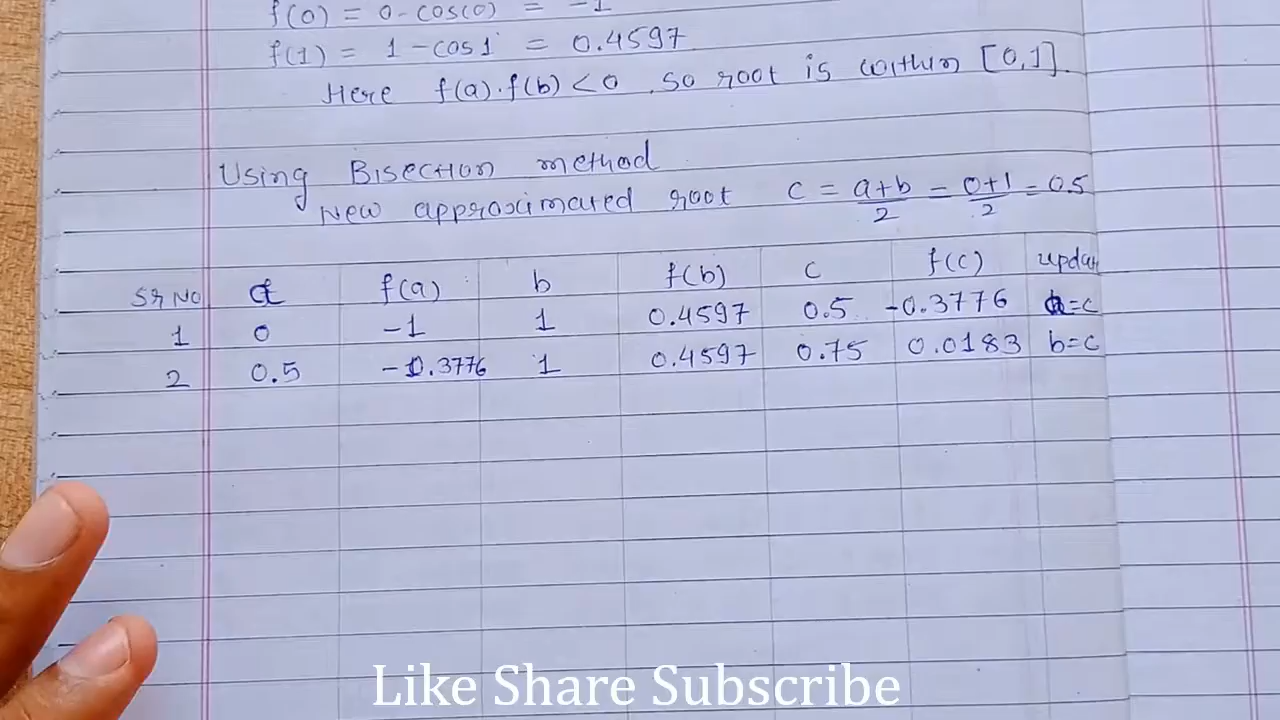 f(0) = 0-cos(0) = -1
f(1) = 1-cos1 = 0.4597
Here f(a).f(b)<0, so root is within [0,1].
Using Bisection method
New approximated root c = a+b/2 = 0+1/2 = 0.5
Sr No a f(a) b f(b) c f(c) updat
1 0 -1 1 0.4597 0.5 -0.3776 a=c
2 0.5 -0.3776 1 0.4597 0.75 0.0183 b=c
Like Share Subscribe